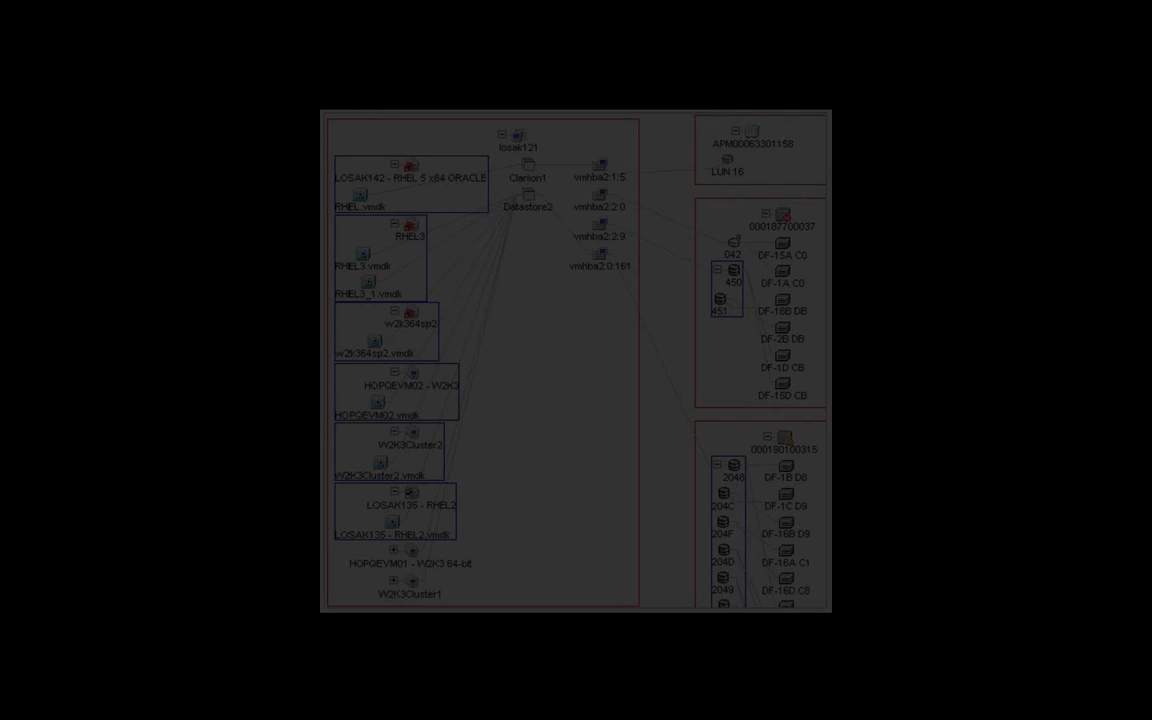 losak121
LOSAK142 - RHEL 5 x64 ORACLE
RHEL.vmdk
RHEL3
RHEL3.vmdk
RHEL3_1.vmdk
w2k364sp2
w2k364sp2.vmdk
HOPQEVM02 - W2K3
HOPQEVM02.vmdk
W2K3Cluster2
W2K3Cluster2.vmdk
LOSAK135 - RHEL2
LOSAK135 - RHEL2.vmdk
HOPQEVM01 - W2K3 64-bit
W2K3Cluster1
Clariion1
Datastore2
vmhba2:1:5
vmhba2:2:0
vmhba2:2:9
vmhba2:0:161
APM00063301158
LUN 16
000187700037
042
450
451
DF-15A C0
DF-1A C0
DF-16B DB
DF-2B DB
DF-1D CB
DF-15D CB
000190100315
2048
204C
204F
204D
2049
DF-1B D8
DF-1C D9
DF-16B D9
DF-16A C1
DF-16D C8